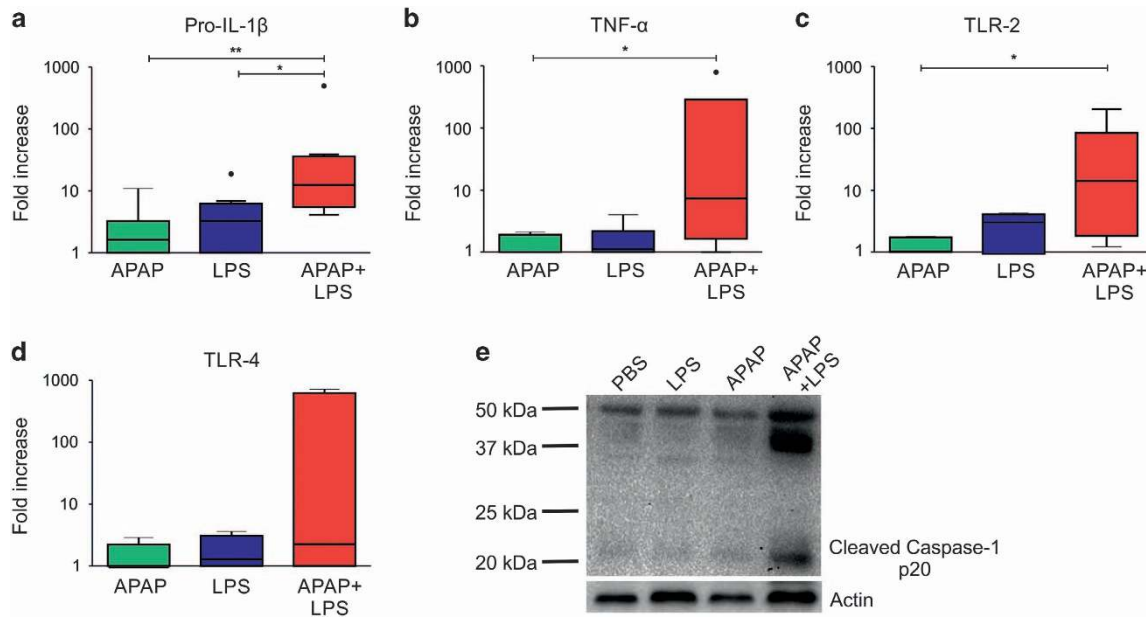 a
Pro-IL-1β
**
*
1000
100
10
1
Fold increase
APAP
LPS
APAP+
LPS
b
TNF-α
*
1000
100
10
1
Fold increase
APAP
LPS
APAP+
LPS
c
TLR-2
*
1000
100
10
1
Fold increase
APAP
LPS
APAP+
LPS
d
TLR-4
1000
100
10
1
Fold increase
APAP
LPS
APAP+
LPS
e
PBS
LPS
APAP
APAP
+LPS
50 kDa
37 kDa
25 kDa
20 kDa
Cleaved Caspase-1
p20
Actin